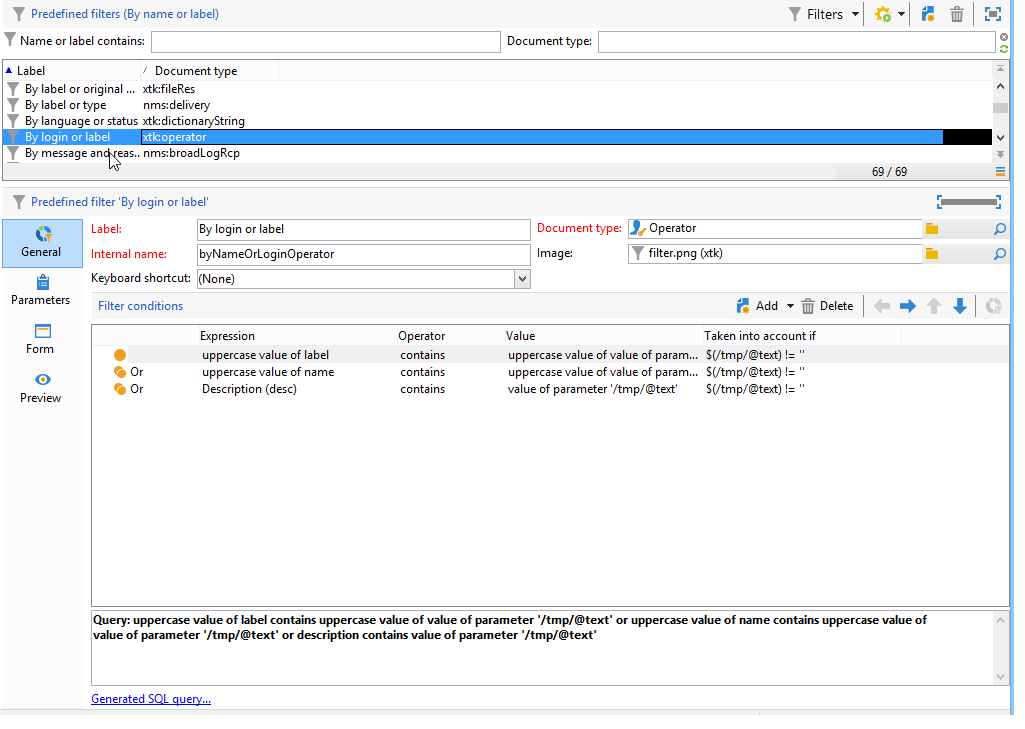 Predefined filters (By name or label) Filters
Name or label contains: Document type:
Label Document type
By label or original ... xtk:fileRes
By label or type nms:delivery
By language or status xtk:dictionaryString
By login or label xtk:operator
By message and reas... nms:broadLogRcp
69 / 69
Predefined filter 'By login or label'
General
Parameters
Form
Preview
Label: By login or label Document type: Operator
Internal name: byNameOrLoginOperator Image: filter.png (xtk)
Keyboard shortcut: (None)
Filter conditions Add Delete
Expression Operator Value Taken into account if
uppercase value of label contains uppercase value of value of param... $(/tmp/@text) != ''
Or uppercase value of name contains uppercase value of value of param... $(/tmp/@text) != ''
Or Description (desc) contains value of parameter '/tmp/@text' $(/tmp/@text) != ''
Query: uppercase value of label contains uppercase value of value of parameter '/tmp/@text' or uppercase value of name contains uppercase value of
value of parameter '/tmp/@text' or description contains value of parameter '/tmp/@text'
Generated SQL query...